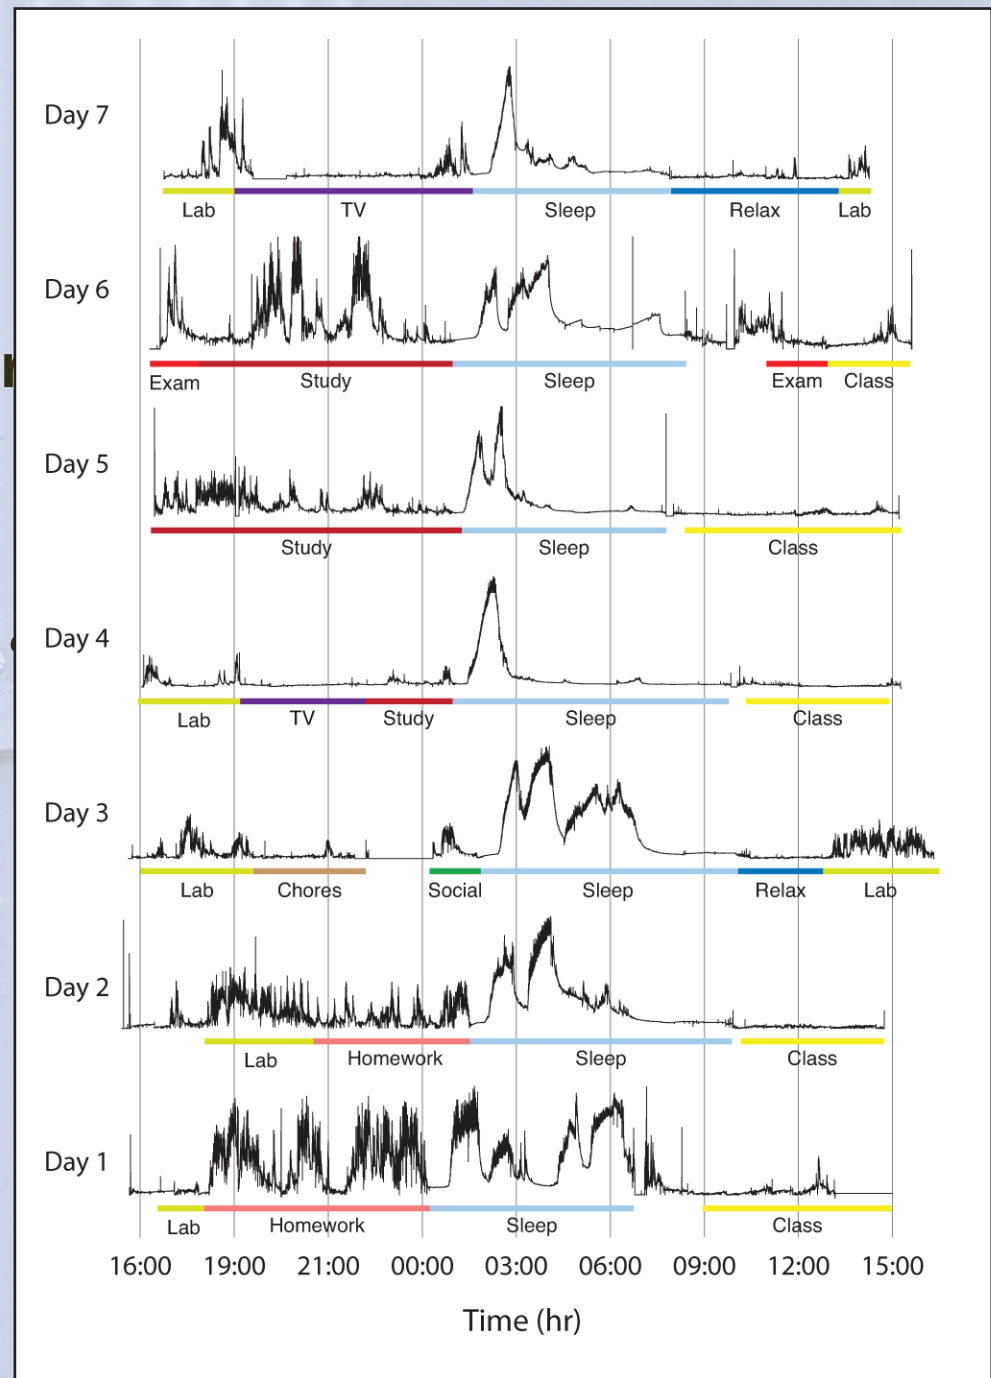 Day 7
Lab TV Sleep Relax Lab
Day 6
Exam Study Sleep Exam Class
Day 5
Study Sleep Class
Day 4
Lab TV Study Sleep Class
Day 3
Lab Chores Social Sleep Relax Lab
Day 2
Lab Homework Sleep Class
Day 1
Lab Homework Sleep Class
16:00 19:00 21:00 00:00 03:00 06:00 09:00 12:00 15:00
Time (hr)